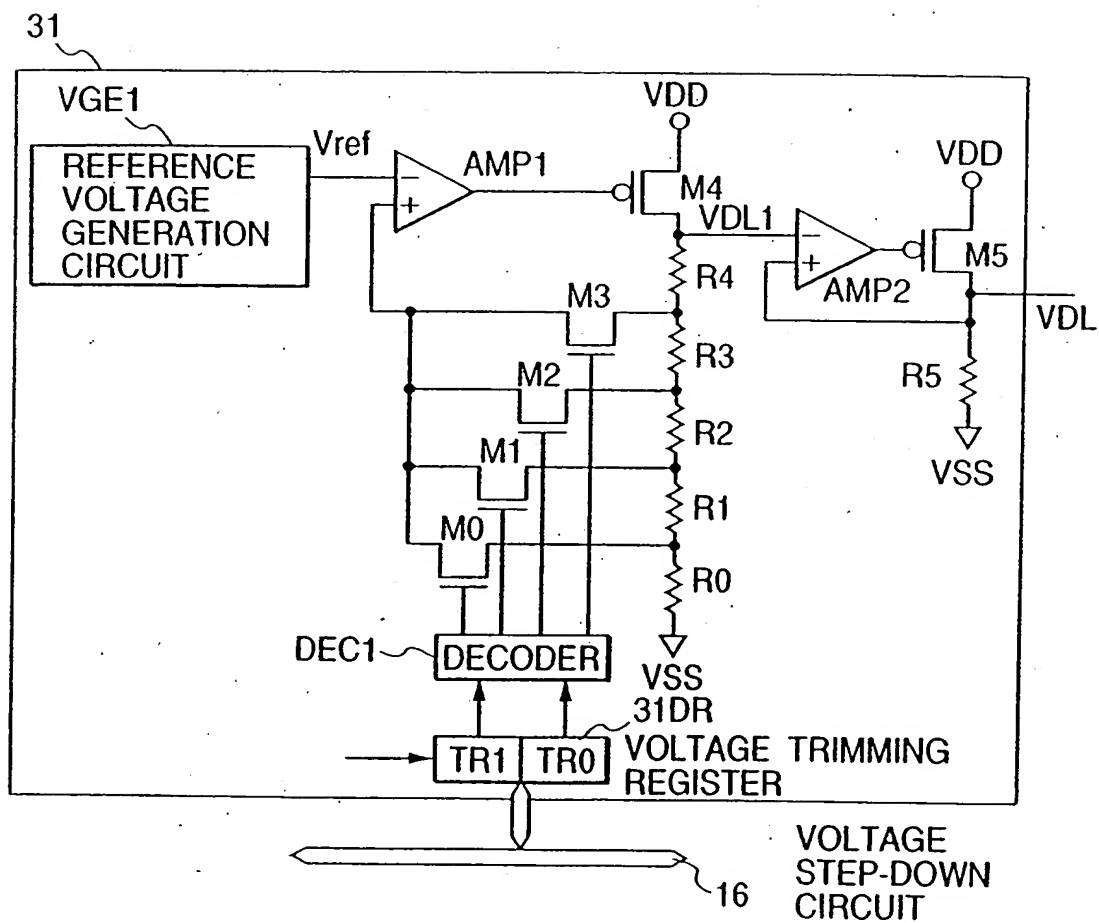 31
VGE1
REFERENCE
VOLTAGE
GENERATION
CIRCUIT
Vref
−
+
AMP1
VDD
M4
VDL1
−
+
AMP2
VDD
M5
VDL
R5
VSS
R4
M3
R3
M2
R2
M1
R1
M0
R0
VSS
DEC1
DECODER
31DR
TR1
TR0
VOLTAGE TRIMMING
REGISTER
16
VOLTAGE
STEP-DOWN
CIRCUIT